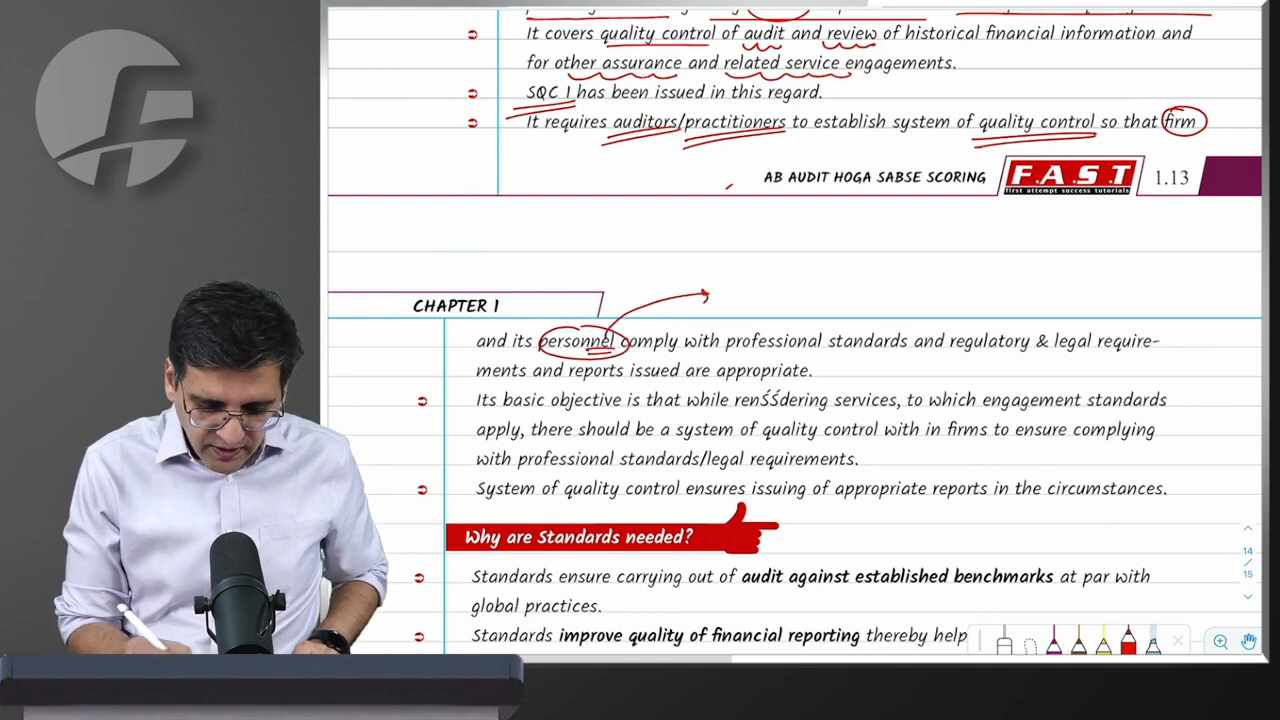 It covers quality control of audit and review of historical financial information and
for other assurance and related service engagements.
SQC 1 has been issued in this regard.
It requires auditors/practitioners to establish system of quality control so that firm
AB AUDIT HOGA SABSE SCORING
F.A.S.T
first attempt success tutorials
1.13
CHAPTER 1
and its personnel comply with professional standards and regulatory & legal require-
ments and reports issued are appropriate.
Its basic objective is that while renŚŚdering services, to which engagement standards
apply, there should be a system of quality control with in firms to ensure complying
with professional standards/legal requirements.
System of quality control ensures issuing of appropriate reports in the circumstances.
Why are Standards needed?
Standards ensure carrying out of audit against established benchmarks at par with
global practices.
Standards improve quality of financial reporting thereby help
14
/
15